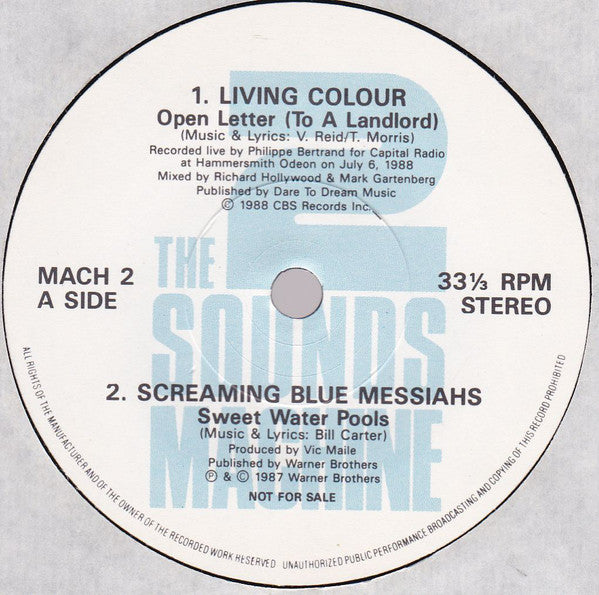 1. LIVING COLOUR
Open Letter (To A Landlord)
(Music & Lyrics: V. Reid/T. Morris)
Recorded live by Philippe Bertrand for Capital Radio
at Hammersmith Odeon on July 6, 1988
Mixed by Richard Hollywood & Mark Gartenberg
Published by Dare To Dream Music
© 1988 CBS Records Inc.
2
THE
SOUNDS
MACHINE
MACH 2
A SIDE
33⅓ RPM
STEREO
2. SCREAMING BLUE MESSIAHS
Sweet Water Pools
(Music & Lyrics: Bill Carter)
Produced by Vic Maile
Published by Warner Brothers
℗ & © 1987 Warner Brothers
NOT FOR SALE
ALL RIGHTS OF THE MANUFACTURER AND OF THE OWNER OF THE RECORDED WORK RESERVED UNAUTHORIZED PUBLIC PERFORMANCE BROADCASTING AND COPYING OF THIS RECORD PROHIBITED